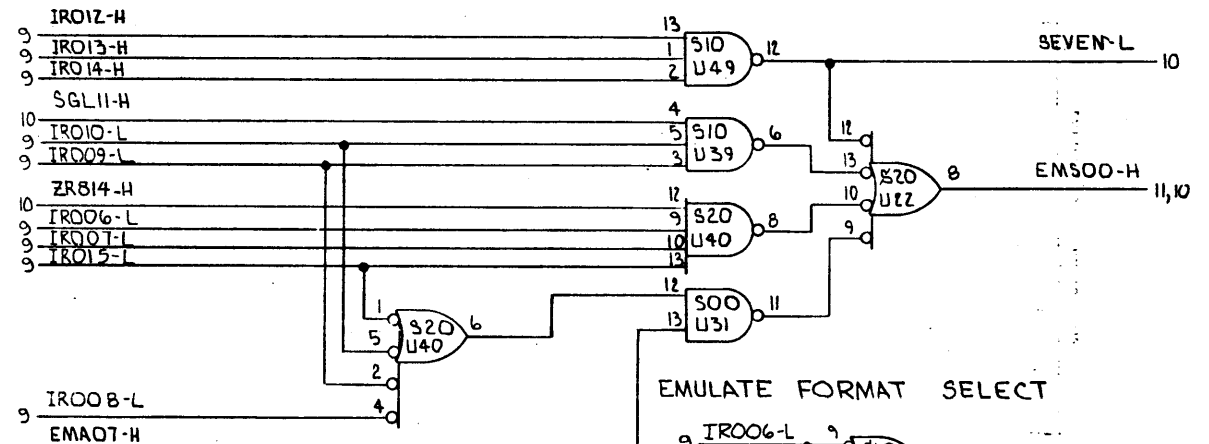 IR012-H
9 13
IR013-H
9 1 S10 12 SEVEN-L
IR014-H 10
9 2 U49
SGL11-H
10 4
IR010-L 12
9 5 S10 6
IR009-L 13
9 3 U39 S20 8 EMS00-H
ZR814-H U22 11,10
10 12 10
IR006-L
9 9 S20 8
IR007-L
9 10 U40 9
IR015-L
9 13
12
1 S00 11
S20 6 13 U31
5 U40
2 EMULATE FORMAT SELECT
IR008-L
9 4
IR006-L 9
9
EMA07-H